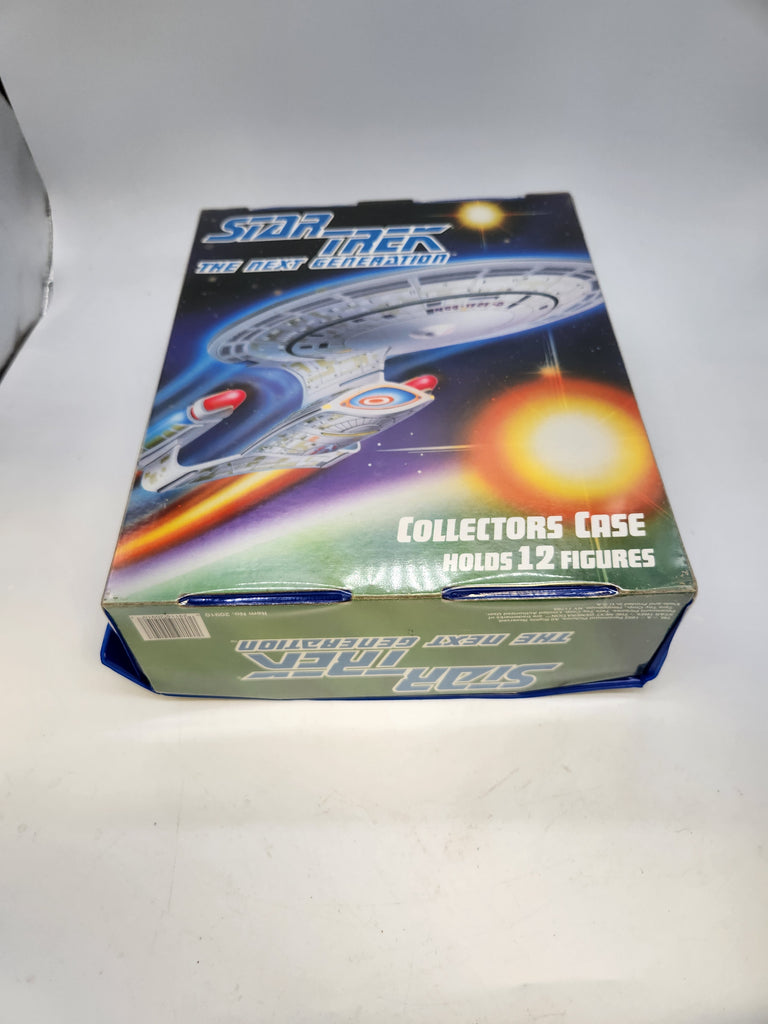 STAR TREK
THE NEXT GENERATION
COLLECTORS CASE
HOLDS 12 FIGURES
STAR TREK
THE NEXT GENERATION